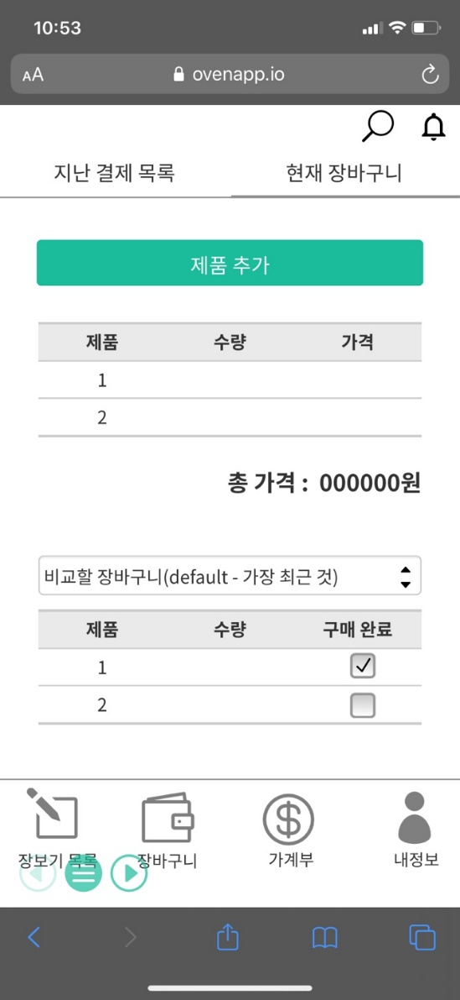 10:53
AA ovenapp.io
지난 결제 목록 현재 장바구니
제품 추가
제품 수량 가격
1
2
총 가격 : 000000원
비교할 장바구니(default - 가장 최근 것)
제품 수량 구매 완료
1
2
장보기 목록 장바구니 가계부 내정보